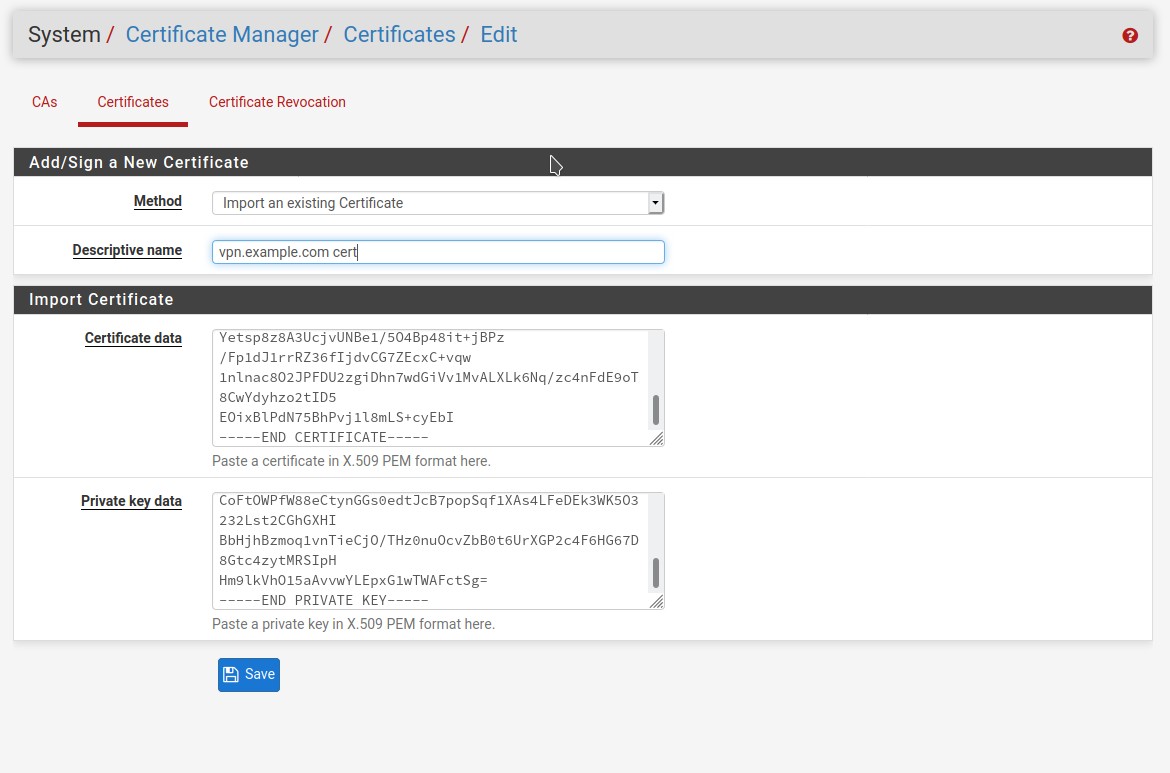 System / Certificate Manager / Certificates / Edit
CAs Certificates Certificate Revocation
Add/Sign a New Certificate
Method Import an existing Certificate
Descriptive name vpn.example.com cert
Import Certificate
Certificate data
Yetsp8z8A3UcjvUNBe1/5O4Bp48it+jBPz
/Fp1dJ1rrRZ36fIjdvCG7ZEcxC+vqw
1nlnac8O2JPFDU2zgiDhn7wdGiVv1MvALXLk6Nq/zc4nFdE9oT
8CwYdyhzo2tID5
EOixBlPdN75BhPvj1l8mLS+cyEbI
-----END CERTIFICATE-----
Paste a certificate in X.509 PEM format here.
Private key data
CoFtOWPfW88eCtynGGs0edtJcB7popSqf1XAs4LFeDEk3WK5O3
232Lst2CGhGXHI
BbHjhBzmoq1vnTieCjO/THz0nuOcvZbB0t6UrXGP2c4F6HG67D
8Gtc4zytMRSIpH
Hm9lkVhO15aAvvwYLEpxG1wTWAFctSg=
-----END PRIVATE KEY-----
Paste a private key in X.509 PEM format here.
Save